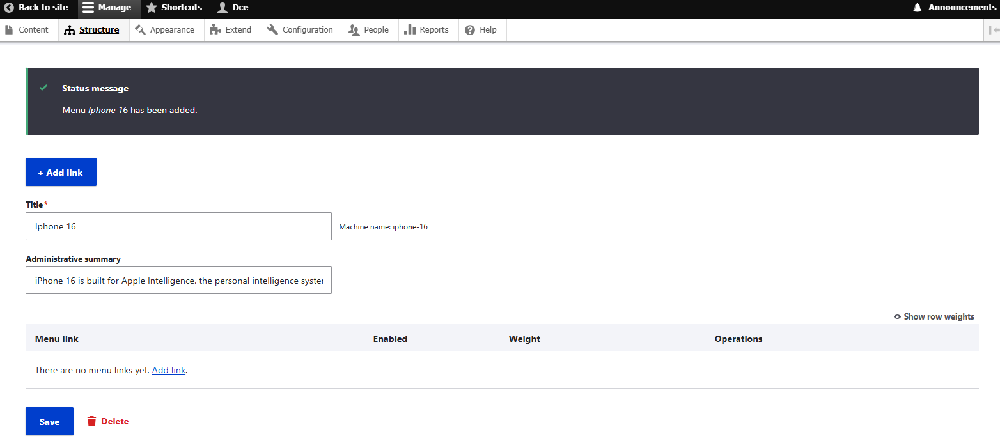 Back to site Manage Shortcuts Dce Announcements
Content Structure Appearance Extend Configuration People Reports Help
Status message
Menu Iphone 16 has been added.
+ Add link
Title*
Iphone 16 Machine name: iphone-16
Administrative summary
iPhone 16 is built for Apple Intelligence, the personal intelligence
Show row weights
Menu link Enabled Weight Operations
There are no menu links yet. Add link.
Save Delete